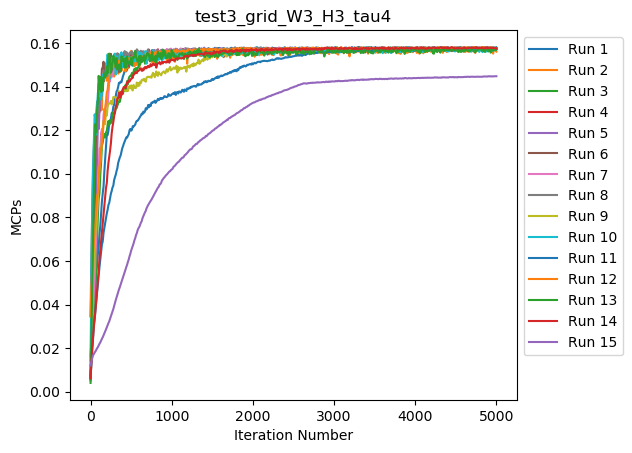 test3_grid_W3_H3_tau4
MCPs
0.16
0.14
0.12
0.10
0.08
0.06
0.04
0.02
0.00
0
1000
2000
3000
4000
5000
Iteration Number
Run 1
Run 2
Run 3
Run 4
Run 5
Run 6
Run 7
Run 8
Run 9
Run 10
Run 11
Run 12
Run 13
Run 14
Run 15